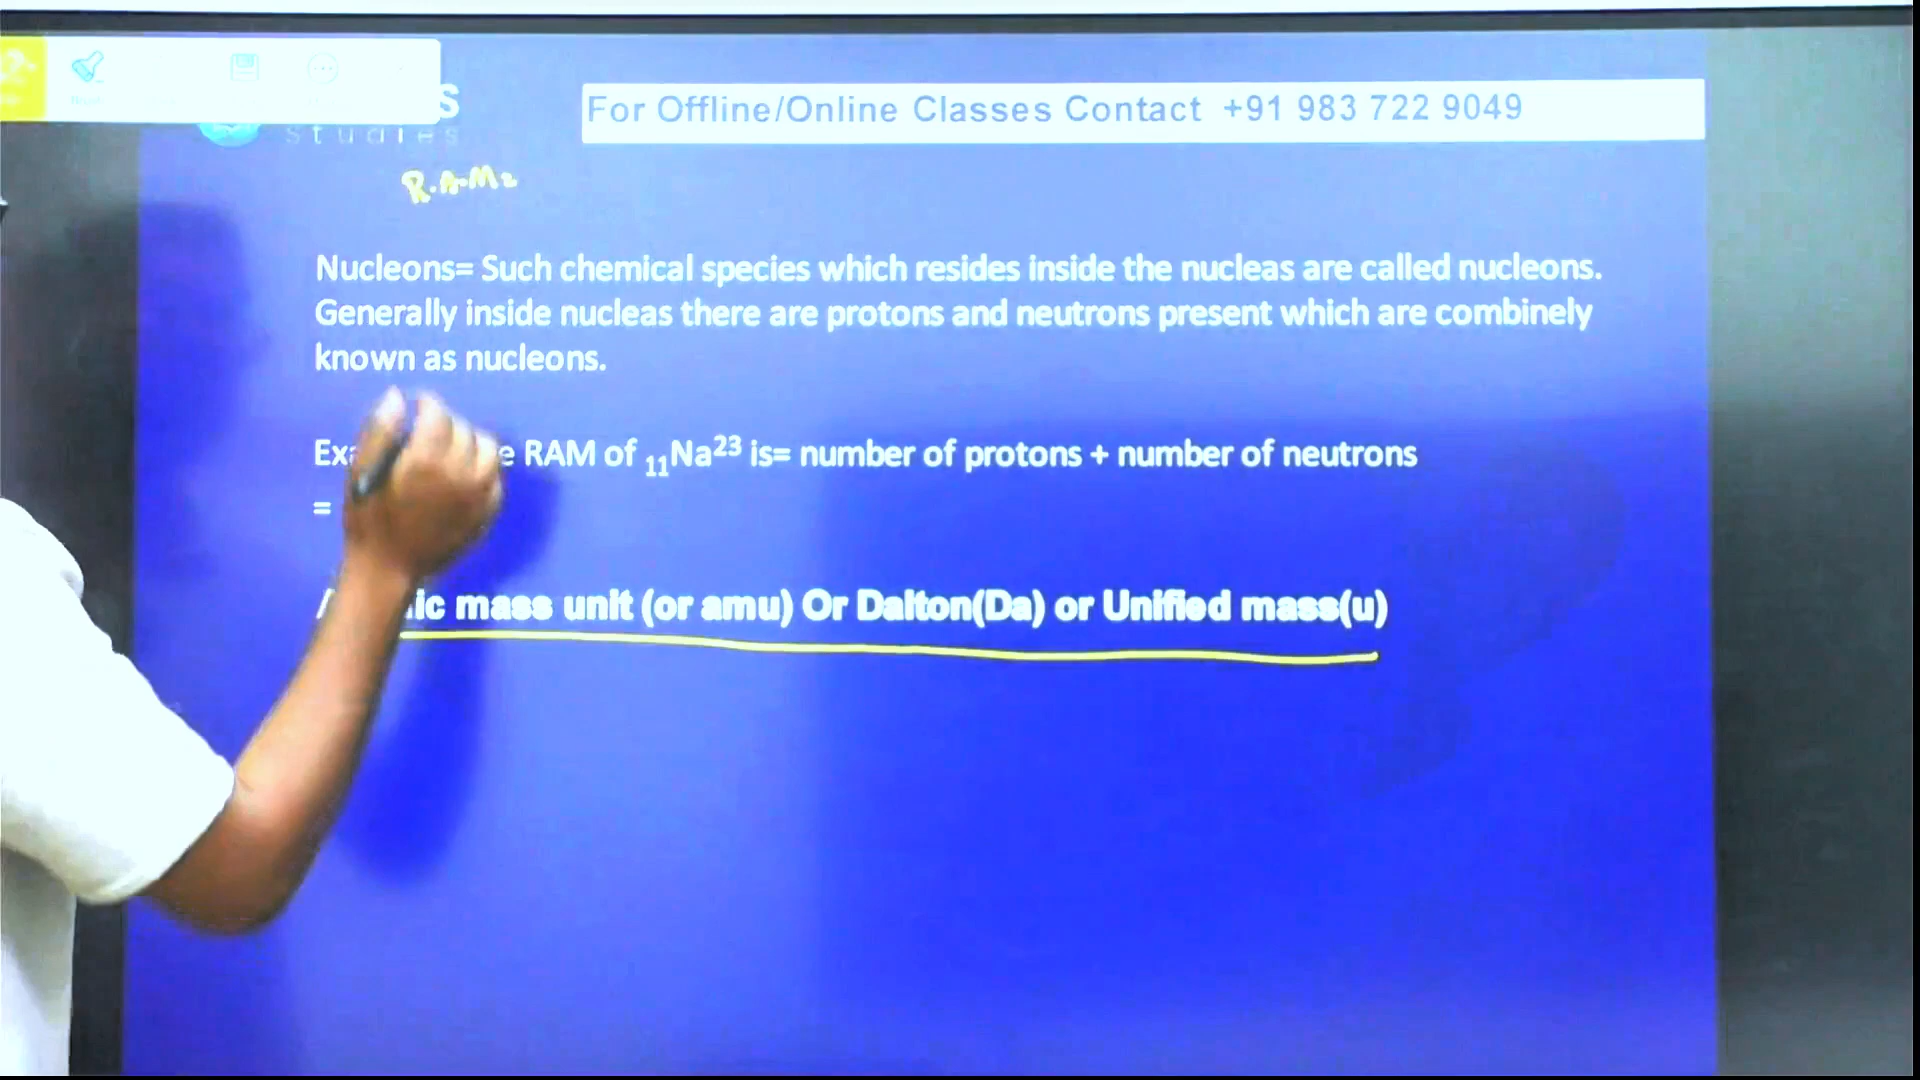 For Offline/Online Classes Contact +91 983 722 9049
studies
R.A.M=
Nucleons= Such chemical species which resides inside the nucleas are called nucleons.
Generally inside nucleas there are protons and neutrons present which are combinely
known as nucleons.
RAM of ₁₁Na²³ is= number of protons + number of neutrons
=
mass unit (or amu) Or Dalton(Da) or Unified mass(u)